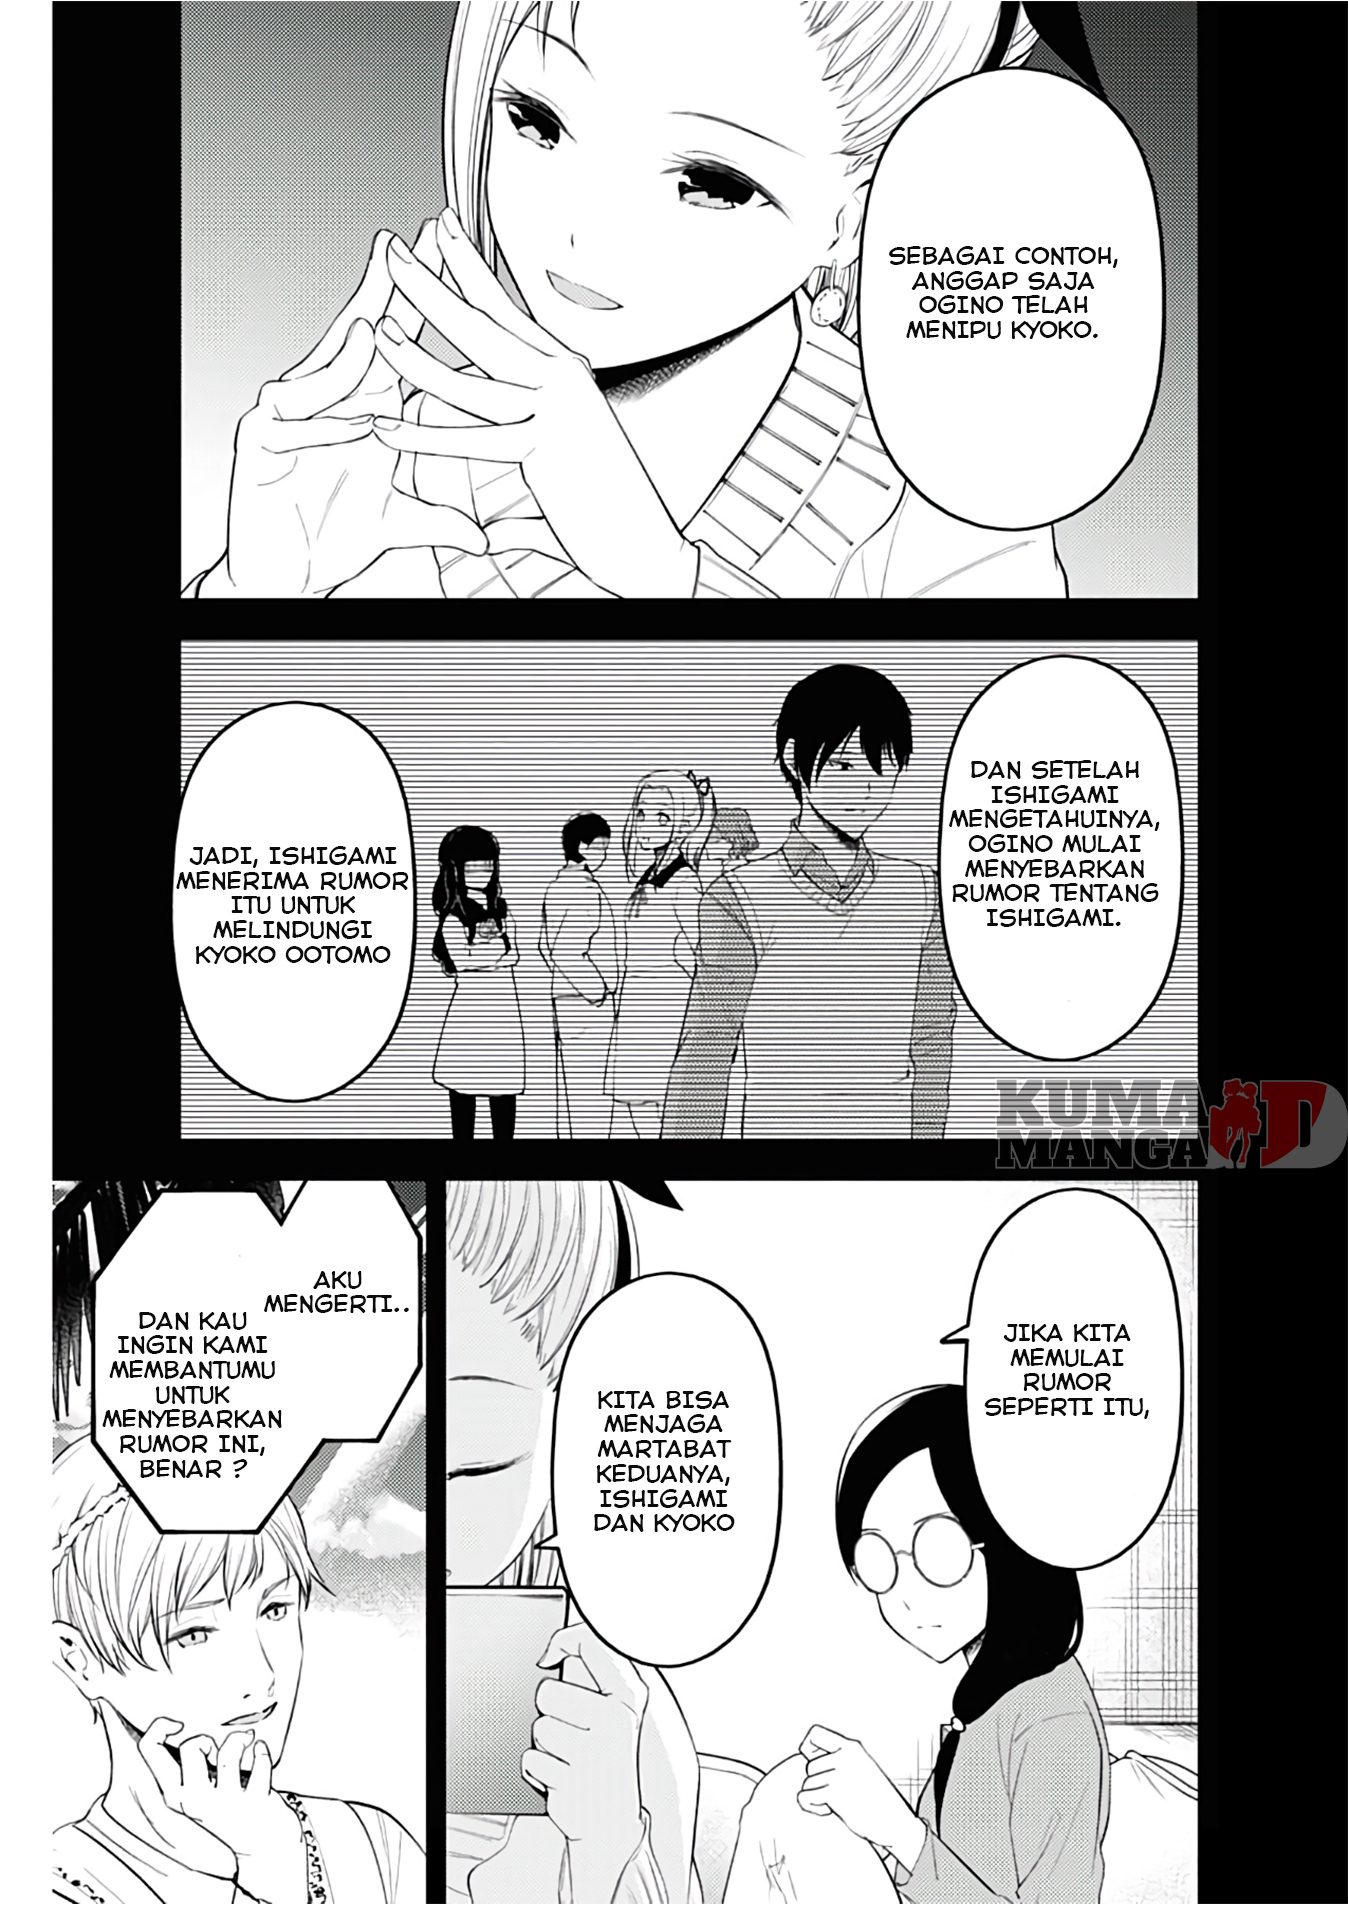 SEBAGAI CONTOH,
ANGGAP SAJA
OGINO TELAH
MENIPU KYOKO.
DAN SETELAH
ISHIGAMI
MENGETAHUINYA,
OGINO MULAI
MENYEBARKAN
RUMOR TENTANG
ISHIGAMI.
JADI, ISHIGAMI
MENERIMA RUMOR
ITU UNTUK
MELINDUNGI
KYOKO OOTOMO
KUMA
MANGA ID
JIKA KITA
MEMULAI
RUMOR
SEPERTI ITU,
KITA BISA
MENJAGA
MARTABAT
KEDUANYA,
ISHIGAMI
DAN KYOKO
AKU
MENGERTI..
DAN KAU
INGIN KAMI
MEMBANTUMU
UNTUK
MENYEBARKAN
RUMOR INI,
BENAR ?